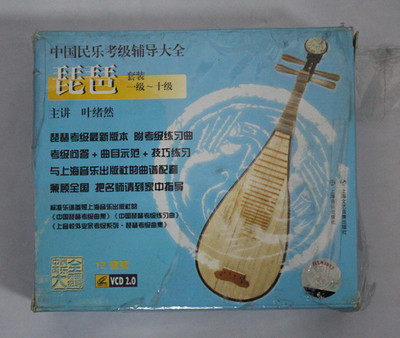 中国民乐考级辅导大全
琵琶
套装
一级~十级
主讲 叶绪然
琵琶考级最新版本 附考级练习曲
考级问答+曲目示范+技巧练习
与上海音乐出版社的曲谱配套
兼顾全国 把名师请到家中指导
标准乐谱参照上海音乐出版社的
《中国琵琶考级曲集》《中国琵琶考级练习曲》
《上音校外业余考级系列·琵琶考级曲集》
VCD 2.0